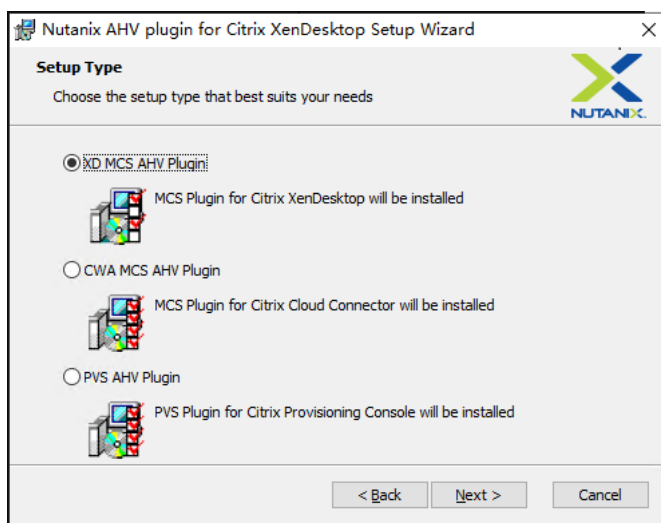 Nutanix AHV plugin for Citrix XenDesktop Setup Wizard
Setup Type
Choose the setup type that best suits your needs
NUTANIX.
XD MCS AHV Plugin
MCS Plugin for Citrix XenDesktop will be installed
CWA MCS AHV Plugin
MCS Plugin for Citrix Cloud Connector will be installed
PVS AHV Plugin
PVS Plugin for Citrix Provisioning Console will be installed
< Back Next > Cancel